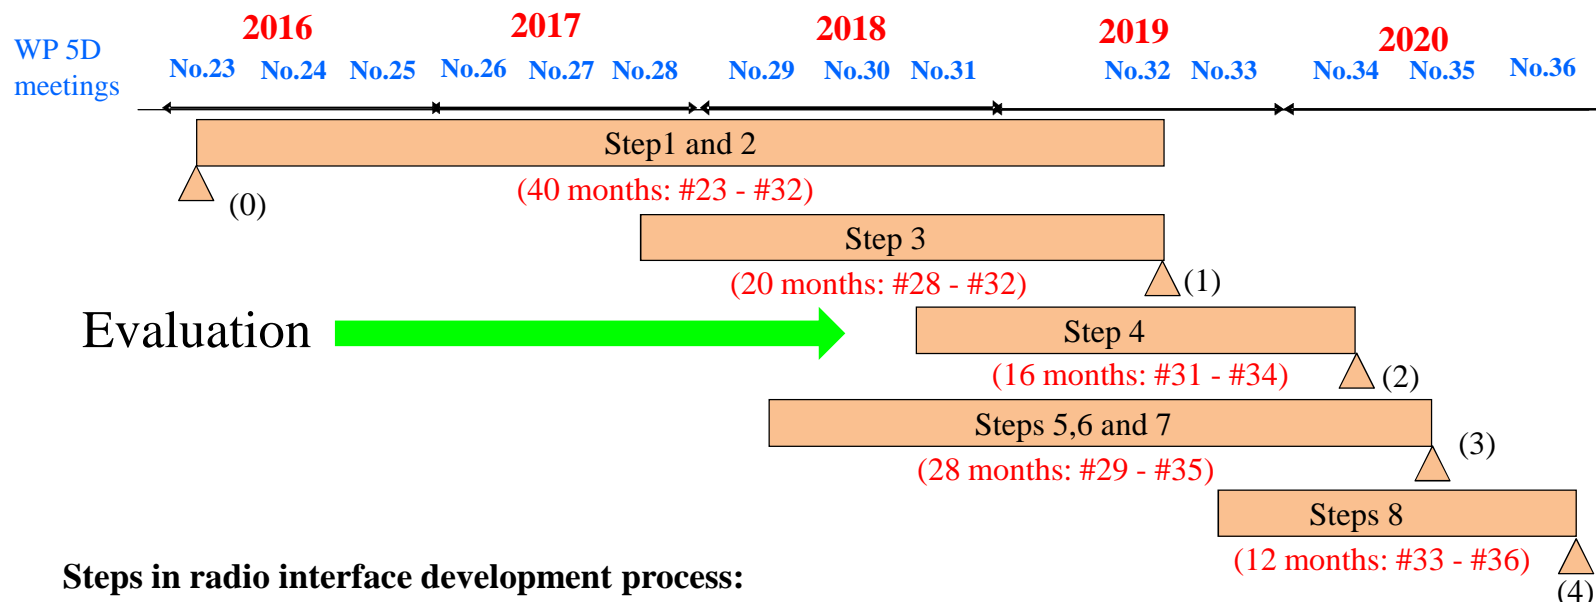 2016 2017 2018 2019 2020
WP 5D
meetings
No.23 No.24 No.25 No.26 No.27 No.28 No.29 No.30 No.31 No.32 No.33 No.34 No.35 No.36
Step1 and 2
(0)
(40 months: #23 - #32)
Step 3
(20 months: #28 - #32)
(1)
Evaluation
Step 4
(16 months: #31 - #34)
(2)
Steps 5,6 and 7
(28 months: #29 - #35)
(3)
Steps 8
(12 months: #33 - #36)
(4)
Steps in radio interface development process: